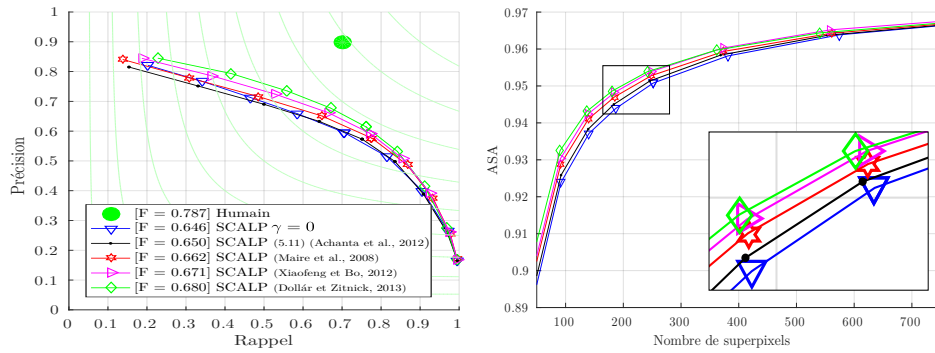 1
0.9
0.8
0.7
0.6
0.5
0.4
0.3
0.2
0.1
0
Précision
[F = 0.787] Humain
[F = 0.646] SCALP γ = 0
[F = 0.650] SCALP (5.11) (Achanta et al., 2012)
[F = 0.662] SCALP (Maire et al., 2008)
[F = 0.671] SCALP (Xiaofeng et Bo, 2012)
[F = 0.680] SCALP (Dollár et Zitnick, 2013)
0 0.1 0.2 0.3 0.4 0.5 0.6 0.7 0.8 0.9 1
Rappel
0.97
0.96
0.95
0.94
0.93
0.92
0.91
0.9
0.89
ASA
100 200 300 400 500 600 700
Nombre de superpixels